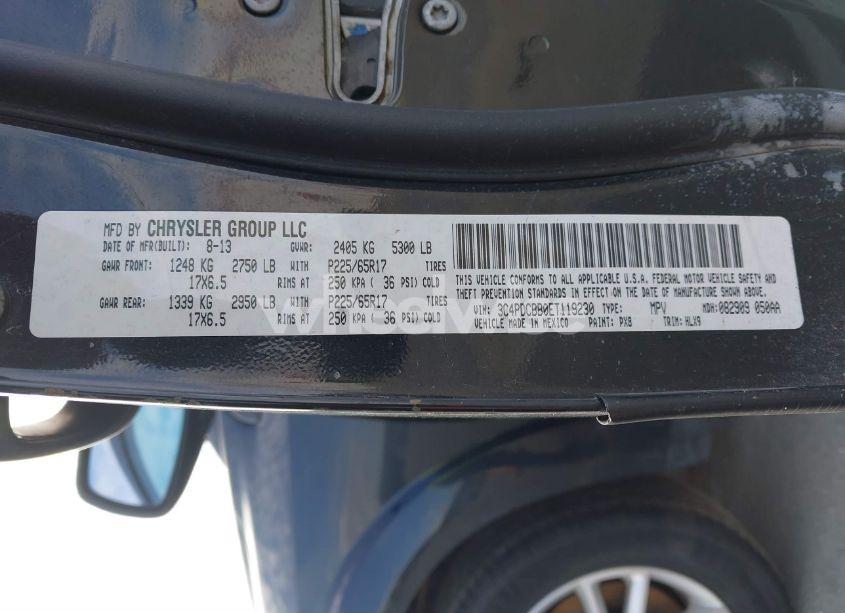 MFD BY CHRYSLER GROUP LLC
DATE OF MFR(BUILT): 8-13 GVWR: 2405 KG 5300 LB
GAWR FRONT: 1248 KG 2750 LB WITH P225/65R17 TIRES
17X6.5 RIMS AT 250 KPA ( 36 PSI) COLD
GAWR REAR: 1339 KG 2950 LB WITH P225/65R17 TIRES
17X6.5 RIMS AT 250 KPA ( 36 PSI) COLD
THIS VEHICLE CONFORMS TO ALL APPLICABLE U.S.A. FEDERAL MOTOR VEHICLE SAFETY AND
THEFT PREVENTION STANDARDS IN EFFECT ON THE DATE OF MANUFACTURE SHOWN ABOVE.
VIN: 3C4PDCBB0ET119230 TYPE: MPV MDH:082909 050AA
VEHICLE MADE IN MEXICO PAINT: PX8 TRIM: HLX9